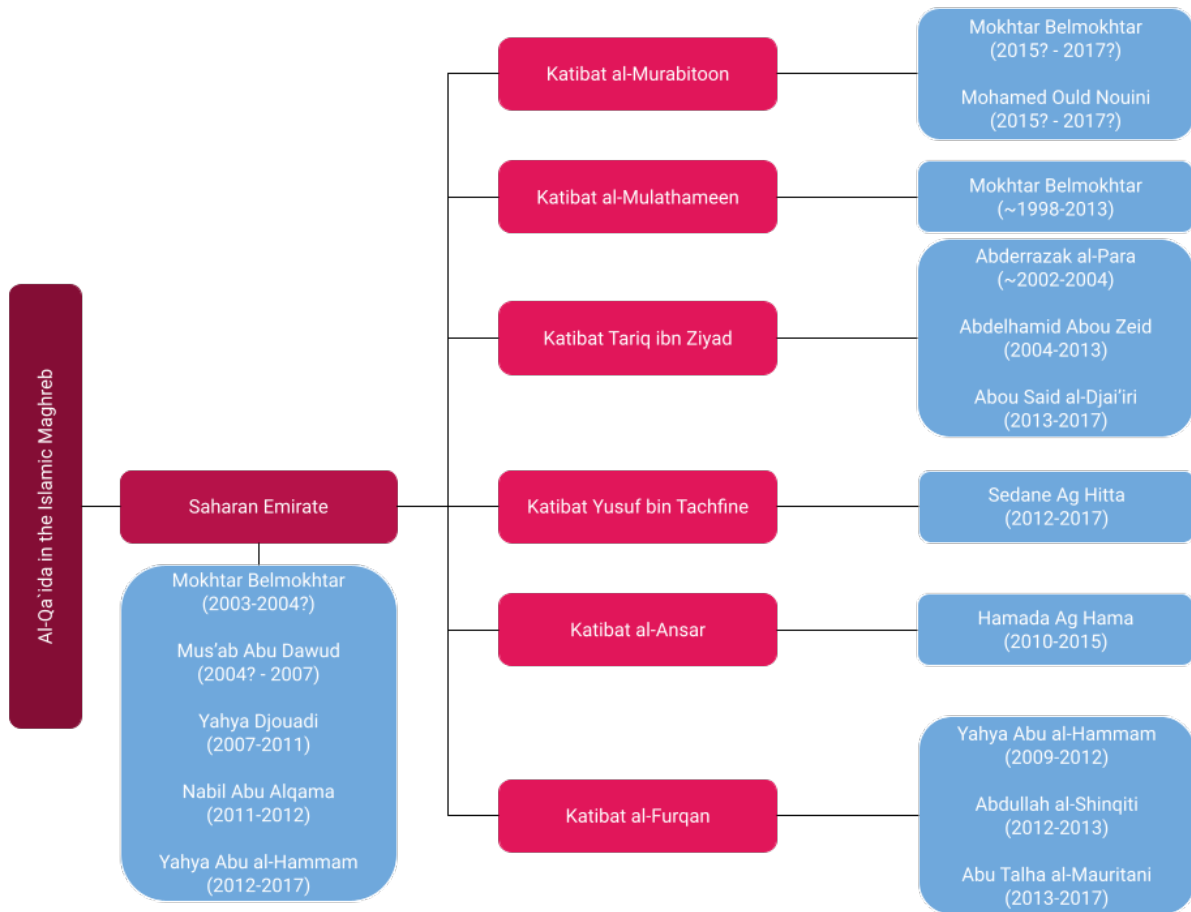 Al-Qa`ida in the Islamic Maghreb
Saharan Emirate
Mokhtar Belmokhtar
(2003-2004?)
Mus'ab Abu Dawud
(2004? - 2007)
Yahya Djouadi
(2007-2011)
Nabil Abu Alqama
(2011-2012)
Yahya Abu al-Hammam
(2012-2017)
Katibat al-Murabitoon
Mokhtar Belmokhtar
(2015? - 2017?)
Mohamed Ould Nouini
(2015? - 2017?)
Katibat al-Mulathameen
Mokhtar Belmokhtar
(~1998-2013)
Katibat Tariq ibn Ziyad
Abderrazak al-Para
(~2002-2004)
Abdelhamid Abou Zeid
(2004-2013)
Abou Said al-Djai'iri
(2013-2017)
Katibat Yusuf bin Tachfine
Sedane Ag Hitta
(2012-2017)
Katibat al-Ansar
Hamada Ag Hama
(2010-2015)
Katibat al-Furqan
Yahya Abu al-Hammam
(2009-2012)
Abdullah al-Shinqiti
(2012-2013)
Abu Talha al-Mauritani
(2013-2017)